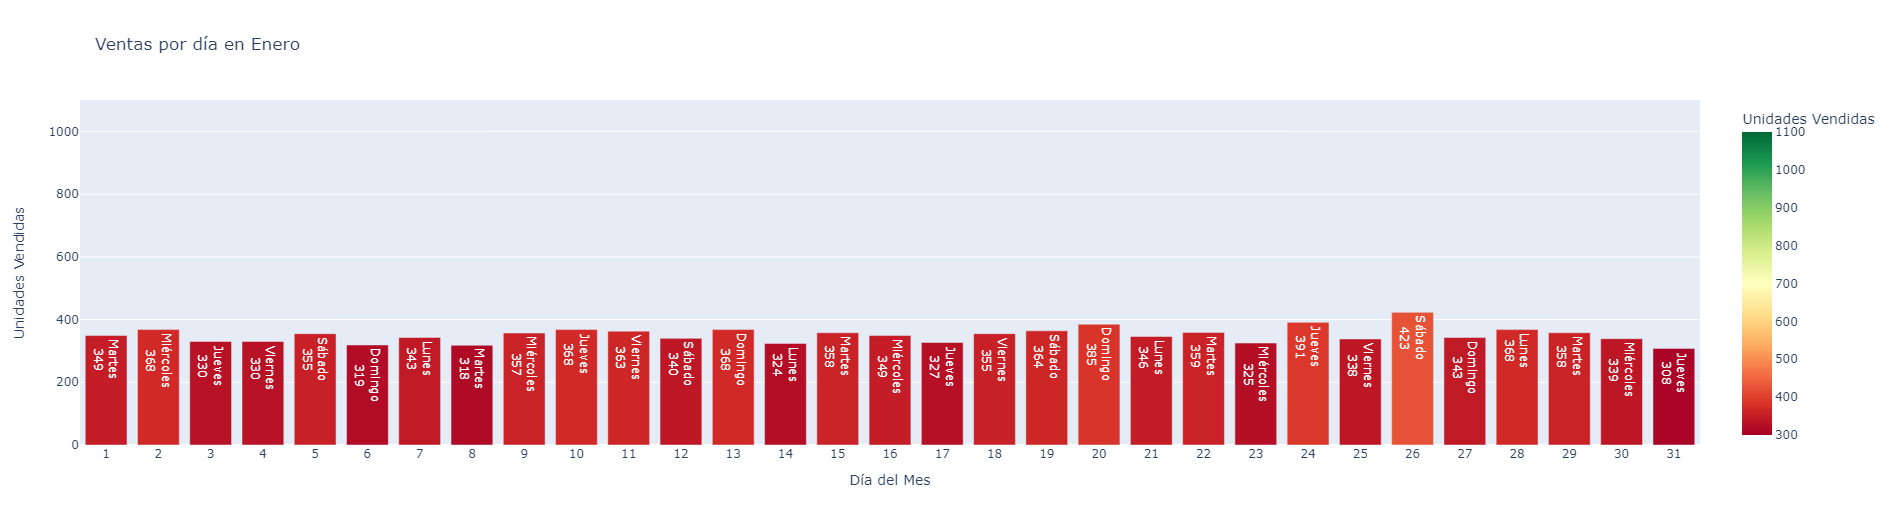 Ventas por día en Enero
Unidades Vendidas
1000
800
600
400
200
0
Martes
349
Miércoles
368
Jueves
330
Viernes
330
Sábado
355
Domingo
319
Lunes
343
Martes
318
Miércoles
357
Jueves
368
Viernes
363
Sábado
340
Domingo
368
Lunes
324
Martes
358
Miércoles
349
Jueves
327
Viernes
355
Sábado
364
Domingo
385
Lunes
346
Martes
359
Miércoles
325
Jueves
391
Viernes
338
Sábado
423
Domingo
343
Lunes
368
Martes
358
Miércoles
339
Jueves
308
1 2 3 4 5 6 7 8 9 10 11 12 13 14 15 16 17 18 19 20 21 22 23 24 25 26 27 28 29 30 31
Día del Mes
Unidades Vendidas
1100
1000
900
800
700
600
500
400
300